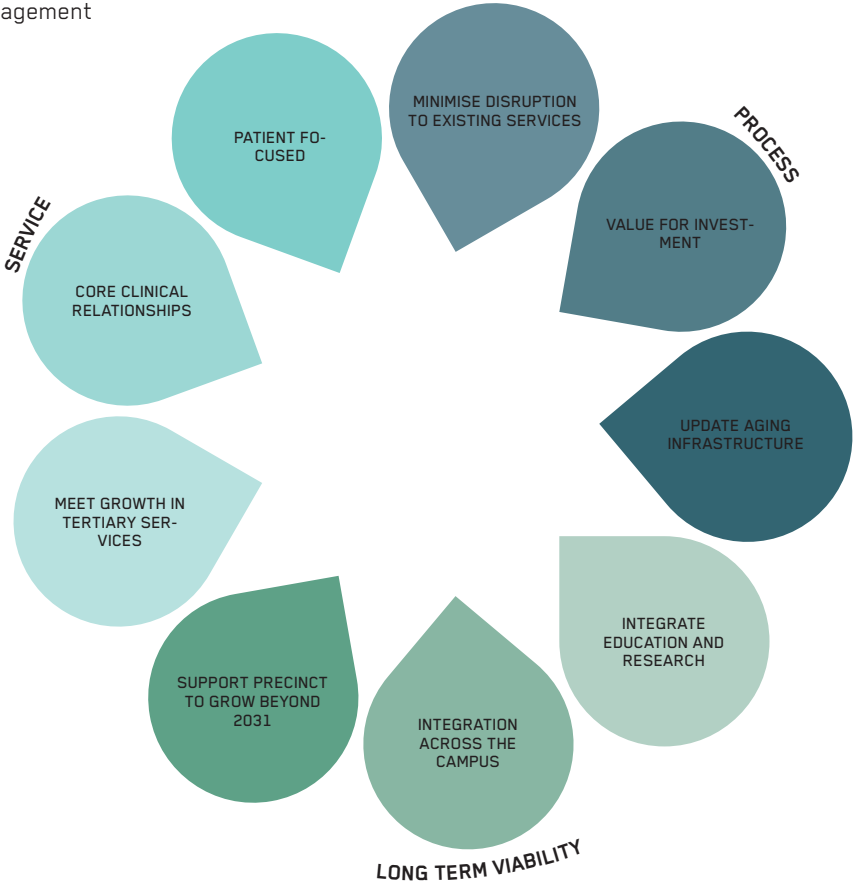 agement
MINIMISE DISRUPTION
TO EXISTING SERVICES
PROCESS
VALUE FOR INVEST-
MENT
UPDATE AGING
INFRASTRUCTURE
INTEGRATE
EDUCATION AND
RESEARCH
INTEGRATION
ACROSS THE
CAMPUS
LONG TERM VIABILITY
SUPPORT PRECINCT
TO GROW BEYOND
2031
MEET GROWTH IN
TERTIARY SER-
VICES
CORE CLINICAL
RELATIONSHIPS
SERVICE
PATIENT FO-
CUSED